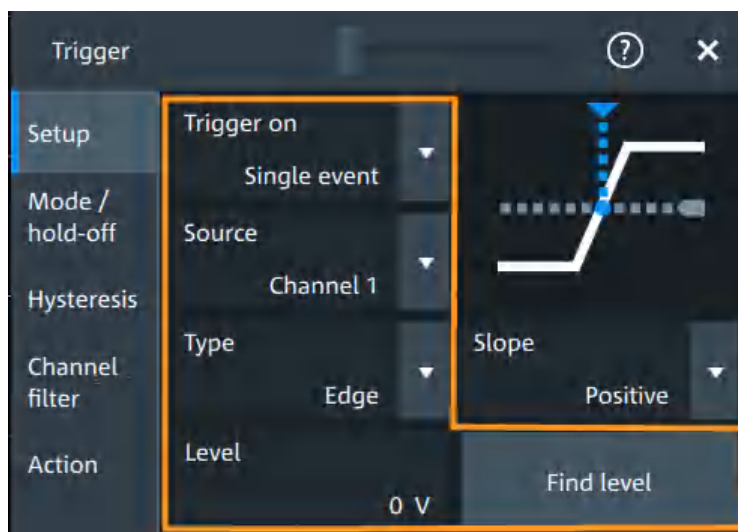 Trigger
?
Setup
Mode /
hold-off
Hysteresis
Channel
filter
Action
Trigger on
Single event
Source
Channel 1
Type
Edge
Slope
Positive
Level
0 V
Find level